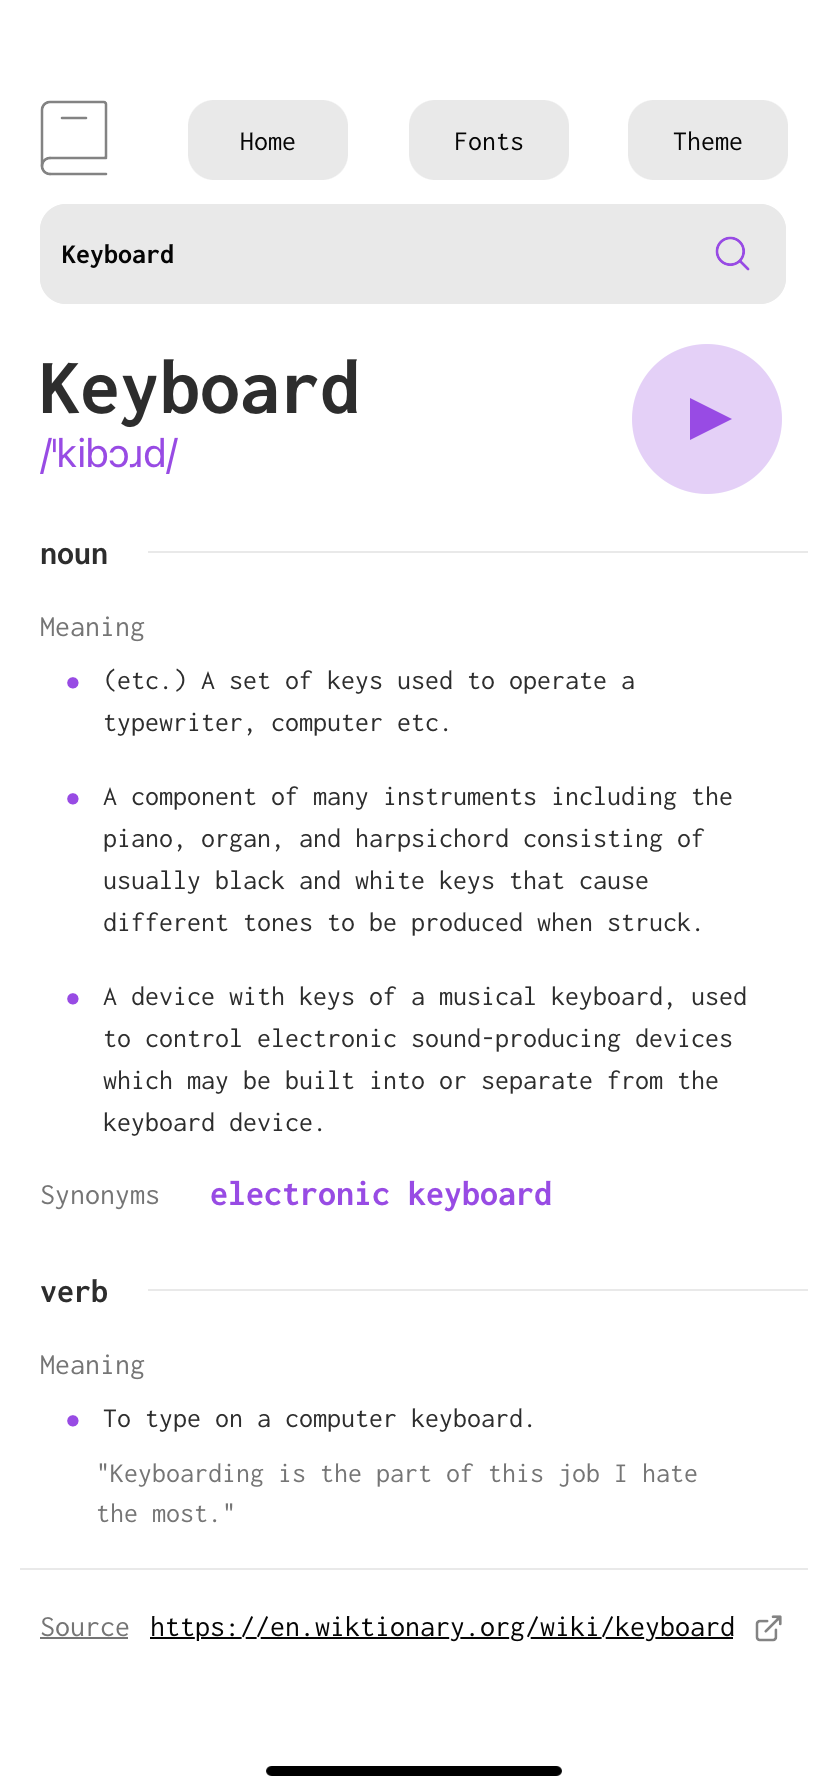 Home Fonts Theme
Keyboard
Keyboard
/ˈkibɔɹd/
noun
Meaning
(etc.) A set of keys used to operate a
typewriter, computer etc.
A component of many instruments including the
piano, organ, and harpsichord consisting of
usually black and white keys that cause
different tones to be produced when struck.
A device with keys of a musical keyboard, used
to control electronic sound-producing devices
which may be built into or separate from the
keyboard device.
Synonyms electronic keyboard
verb
Meaning
To type on a computer keyboard.
"Keyboarding is the part of this job I hate
the most."
Source https://en.wiktionary.org/wiki/keyboard